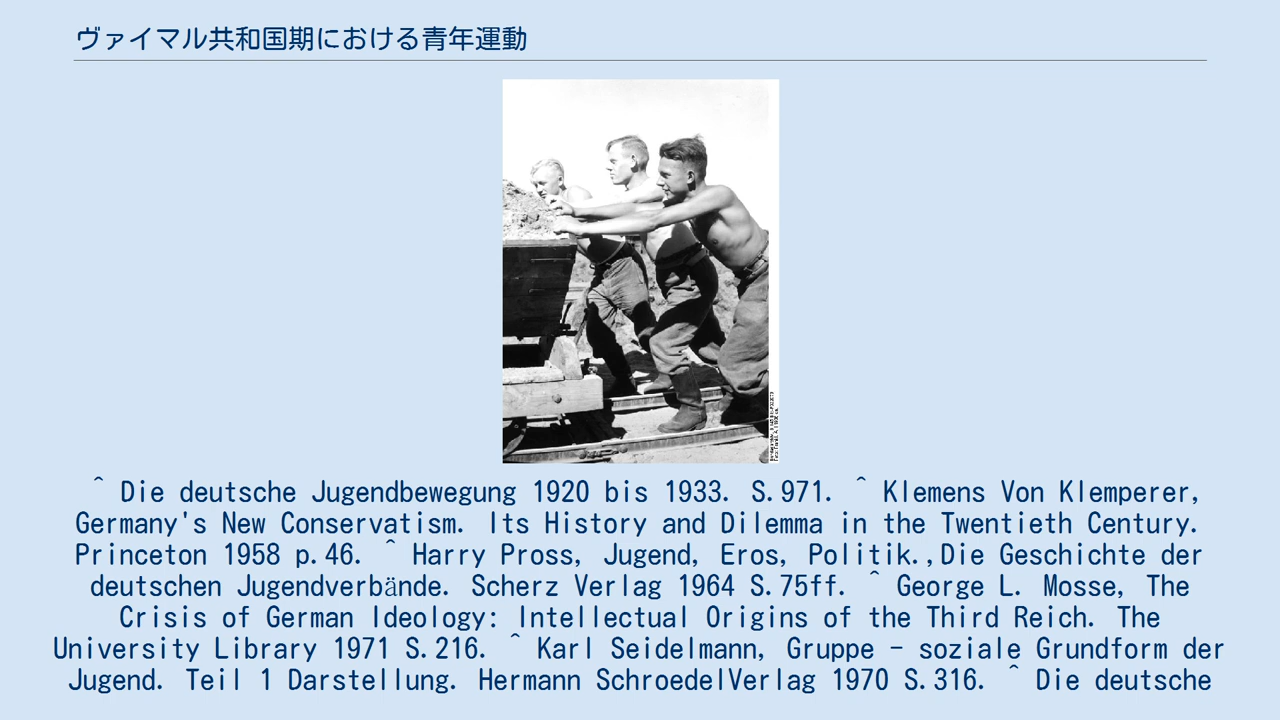 ヴァイマル共和国期における青年運動
^ Die deutsche Jugendbewegung 1920 bis 1933. S.971. ^ Klemens Von Klemperer,
Germany's New Conservatism. Its History and Dilemma in the Twentieth Century.
Princeton 1958 p.46. ^ Harry Pross, Jugend, Eros, Politik.,Die Geschichte der
deutschen Jugendverbände. Scherz Verlag 1964 S.75ff. ^ George L. Mosse, The
Crisis of German Ideology: Intellectual Origins of the Third Reich. The
University Library 1971 S.216. ^ Karl Seidelmann, Gruppe - soziale Grundform der
Jugend. Teil 1 Darstellung. Hermann SchroedelVerlag 1970 S.316. ^ Die deutsche